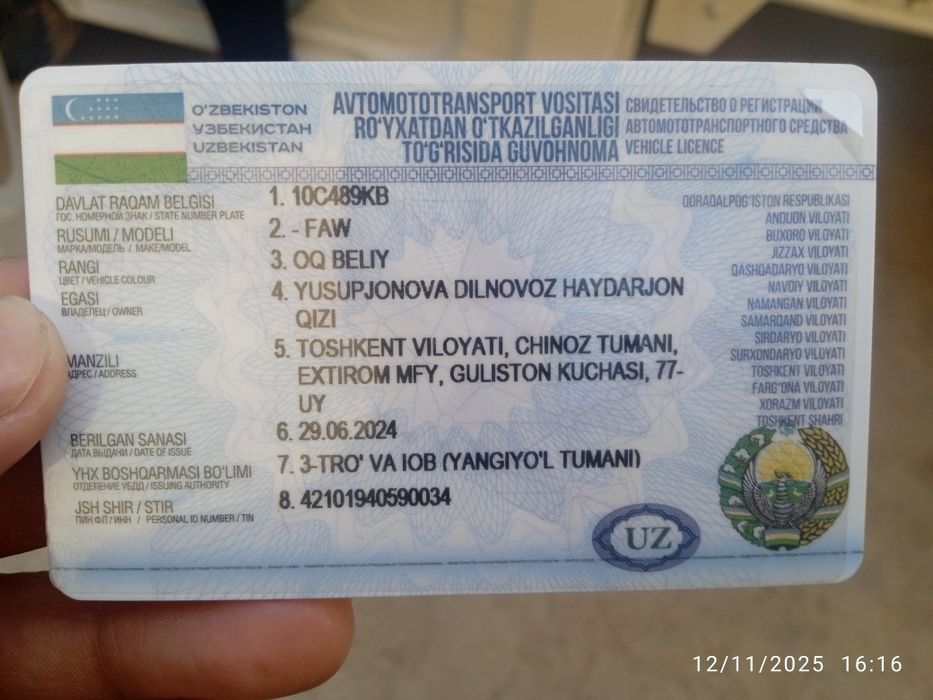 O'ZBEKISTON
УЗБЕКИСТАН
UZBEKISTAN
AVTOMOTOTRANSPORT VOSITASI
RO'YXATDAN O'TKAZILGANLIGI
TO'G'RISIDA GUVOHNOMA
СВИДЕТЕЛЬСТВО О РЕГИСТРАЦИИ
АВТОМОТОТРАНСПОРТНОГО СРЕДСТВА
VEHICLE LICENCE
DAVLAT RAQAM BELGISI
ГОС. НОМЕРНОЙ ЗНАК / STATE NUMBER PLATE
1. 10C489KB
RUSUMI / MODELI
МАРКА/МОДЕЛЬ / MAKE/MODEL
2. - FAW
RANGI
ЦВЕТ / VEHICLE COLOUR
3. OQ BELIY
EGASI
ВЛАДЕЛЕЦ / OWNER
4. YUSUPJONOVA DILNOVOZ HAYDARJON
QIZI
MANZILI
АДРЕС / ADDRESS
5. TOSHKENT VILOYATI, CHINOZ TUMANI,
EXTIROM MFY, GULISTON KUCHASI, 77-
UY
BERILGAN SANASI
ДАТА ВЫДАЧИ / DATE OF ISSUE
6. 29.06.2024
YHX BOSHQARMASI BO'LIMI
ОТДЕЛЕНИЕ УБДД / ISSUING AUTHORITY
7. 3-TRO' VA IOB (YANGIYO'L TUMANI)
JSH SHIR / STIR
ПИНФЛ / ИНН / PERSONAL ID NUMBER / TIN
8. 42101940590034
QORAQALPOG'ISTON RESPUBLIKASI
ANDIJON VILOYATI
BUXORO VILOYATI
JIZZAX VILOYATI
QASHQADARYO VILOYATI
NAVOIY VILOYATI
NAMANGAN VILOYATI
SAMARQAND VILOYATI
SIRDARYO VILOYATI
SURXONDARYO VILOYATI
TOSHKENT VILOYATI
FARG'ONA VILOYATI
XORAZM VILOYATI
TOSHKENT SHAHRI
UZ
12/11/2025 16:16